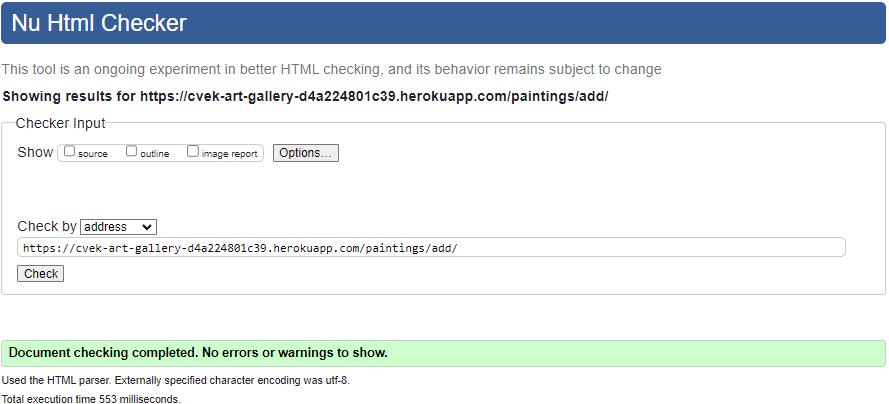 Nu Html Checker
This tool is an ongoing experiment in better HTML checking, and its behavior remains subject to change
Showing results for https://cvek-art-gallery-d4a224801c39.herokuapp.com/paintings/add/
Checker Input
Show source outline image report Options...
Check by address
https://cvek-art-gallery-d4a224801c39.herokuapp.com/paintings/add/
Check
Document checking completed. No errors or warnings to show.
Used the HTML parser. Externally specified character encoding was utf-8.
Total execution time 553 milliseconds.